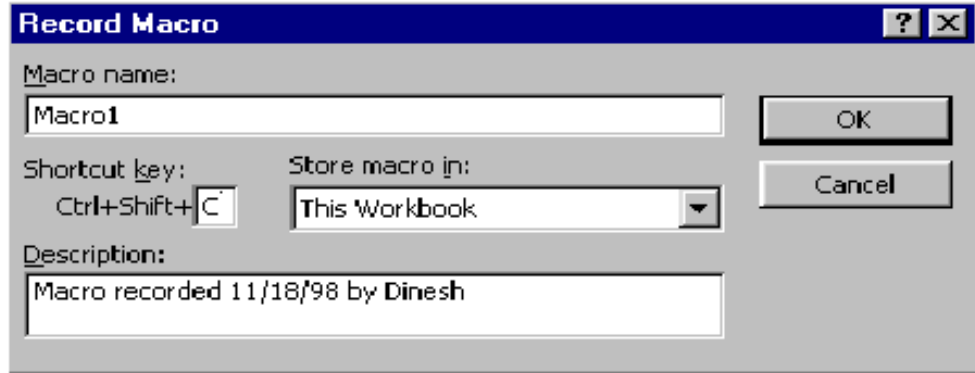 Record Macro
Macro name:
Macro1
OK
Shortcut key:
Store macro in:
Ctrl+Shift+ C
This Workbook
Cancel
Description:
Macro recorded 11/18/98 by Dinesh